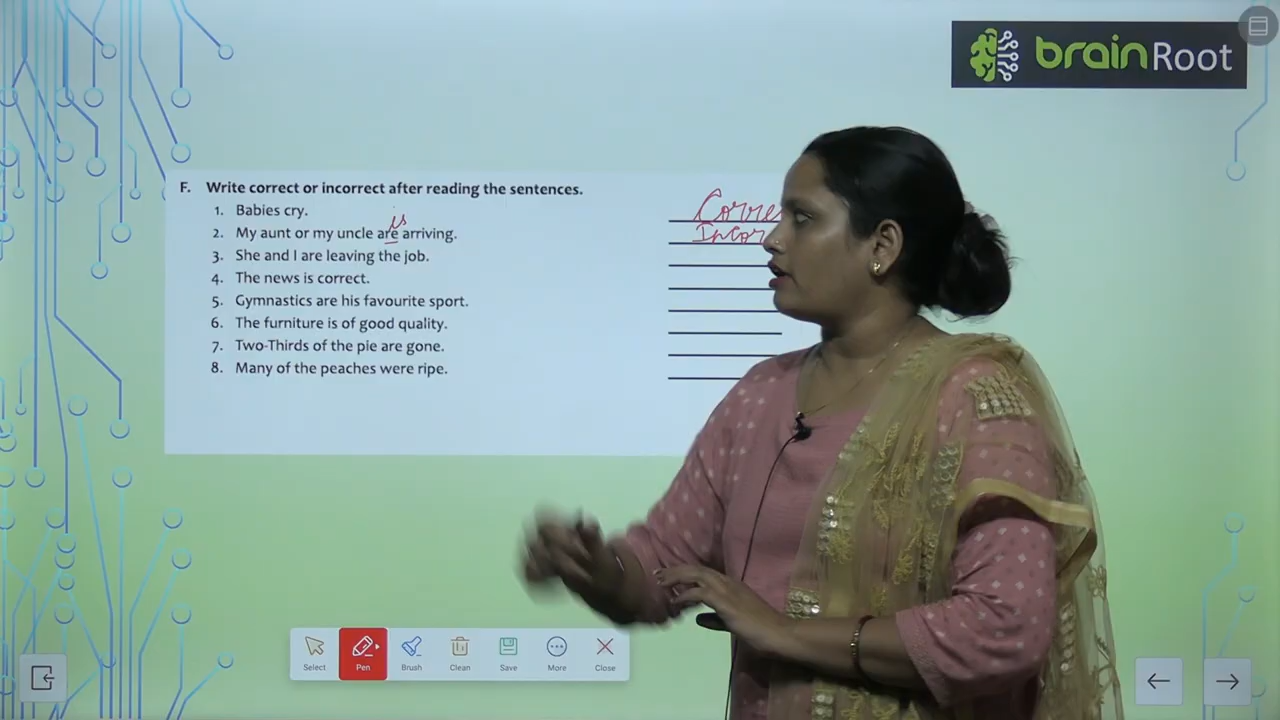 brainRoot
F. Write correct or incorrect after reading the sentences.
1. Babies cry. Corre
is
2. My aunt or my uncle are arriving. Incor
3. She and I are leaving the job.
4. The news is correct.
5. Gymnastics are his favourite sport.
6. The furniture is of good quality.
7. Two-Thirds of the pie are gone.
8. Many of the peaches were ripe.
Select Pen Brush Clean Save More Close